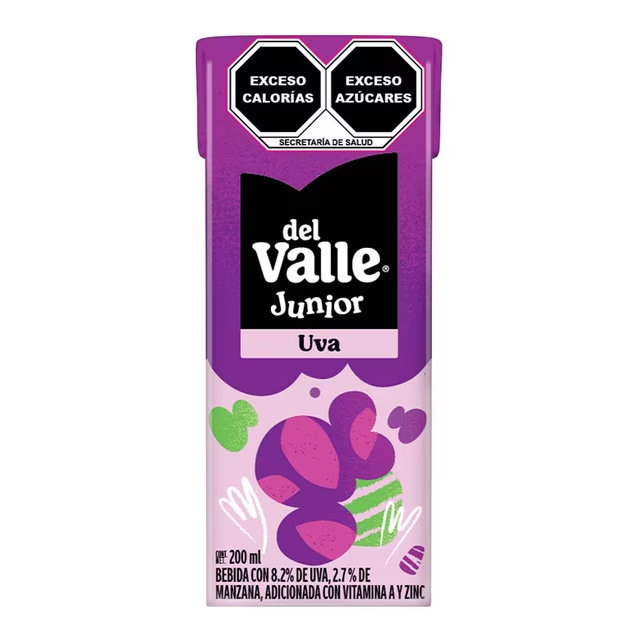 EXCESO
CALORÍAS
EXCESO
AZÚCARES
SECRETARÍA DE SALUD
del
Valle®
Junior
Uva
CONT. NET. 200 ml
BEBIDA CON 8.2% DE UVA, 2.7% DE
MANZANA, ADICIONADA CON VITAMINA A Y ZINC